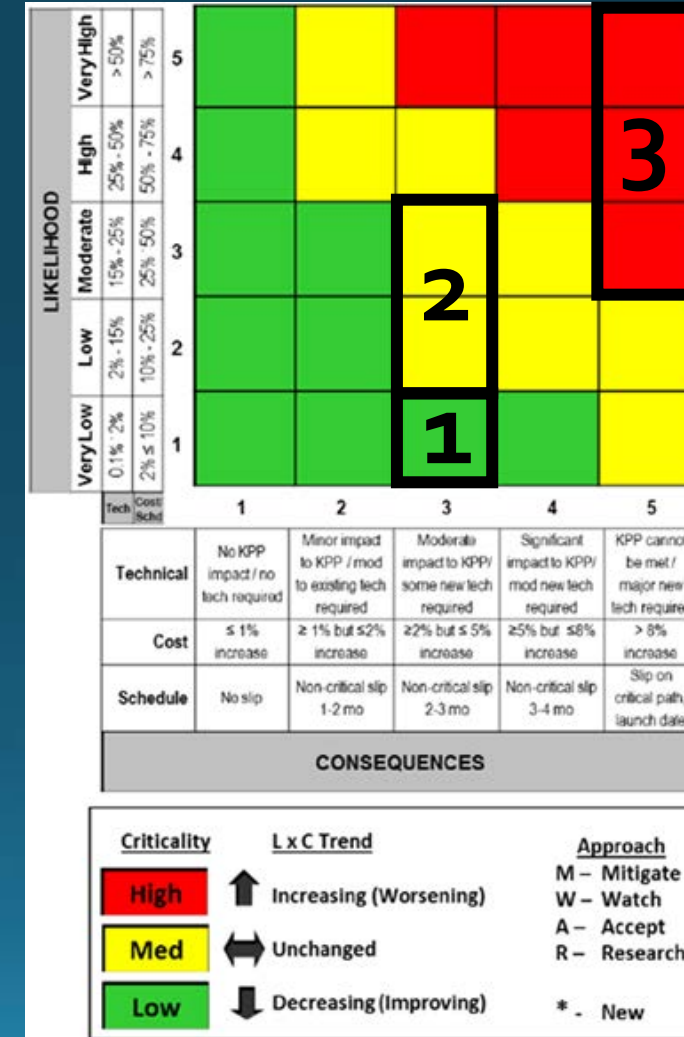 LIKELIHOOD
Very High
> 50%
> 75%
5
High
25% - 50%
50% - 75%
4
Moderate
15% - 25%
25% - 50%
3
Low
2% - 15%
10% - 25%
2
Very Low
0.1% - 2%
2% ≤ 10%
1
3
2
1
Tech
Cost/
Schd
1 2 3 4 5
Technical
No KPP
impact / no
tech required
Minor impact
to KPP / mod
to existing tech
required
Moderate
impact to KPP/
some new tech
required
Significant
impact to KPP/
mod new tech
required
KPP canno
be met /
major new
tech require
Cost
≤ 1%
increase
≥ 1% but ≤2%
increase
≥2% but ≤ 5%
increase
≥5% but ≤8%
increase
> 8%
increase
Schedule
No slip
Non-critical slip
1-2 mo
Non-critical slip
2-3 mo
Non-critical slip
3-4 mo
Slip on
critical path,
launch date
CONSEQUENCES
Criticality L x C Trend Approach
High Increasing (Worsening)
Med Unchanged
Low Decreasing (Improving)
M – Mitigate
W – Watch
A – Accept
R – Research
* - New